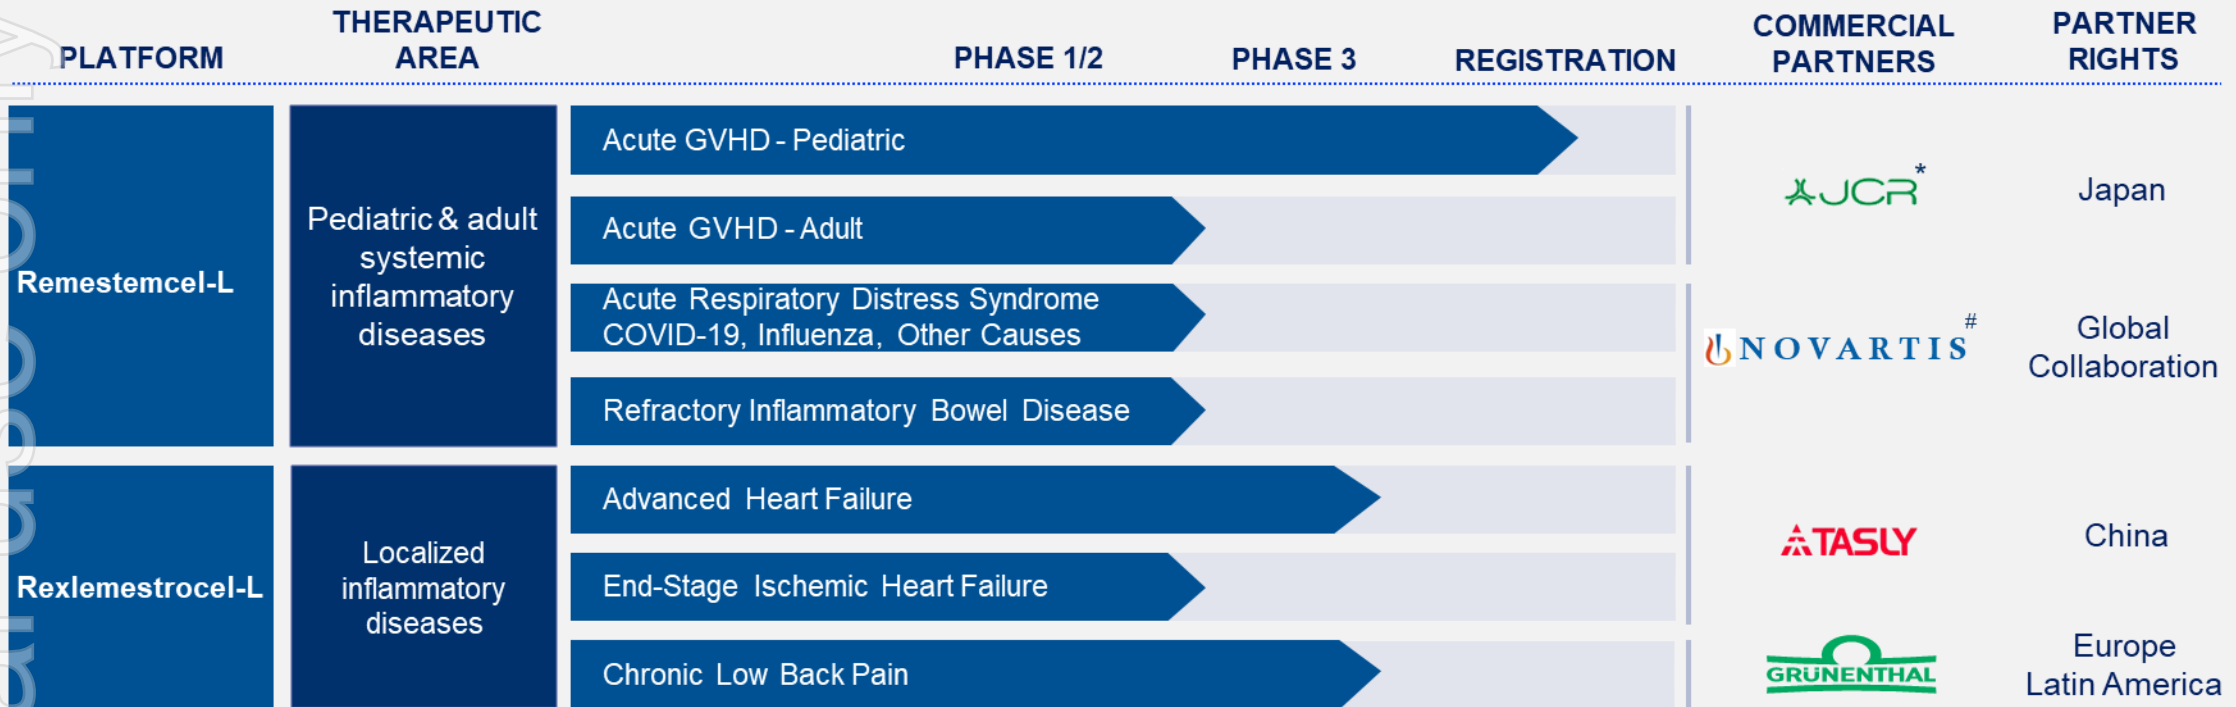 THERAPEUTIC
AREA
PLATFORM
PHASE 1/2
PHASE 3
REGISTRATION
COMMERCIAL
PARTNERS
PARTNER
RIGHTS
Remestemcel-L
Pediatric & adult
systemic
inflammatory
diseases
Acute GVHD - Pediatric
Acute GVHD - Adult
Acute Respiratory Distress Syndrome
COVID-19, Influenza, Other Causes
Refractory Inflammatory Bowel Disease
JCR*
Japan
NOVARTIS#
Global
Collaboration
Rexlemestrocel-L
Localized
inflammatory
diseases
Advanced Heart Failure
End-Stage Ischemic Heart Failure
Chronic Low Back Pain
TASLY
China
GRÜNENTHAL
Europe
Latin America